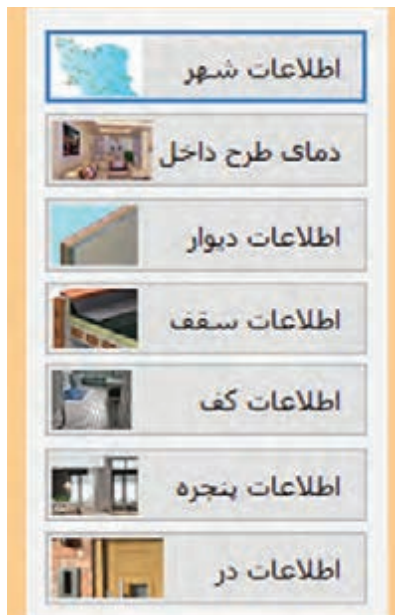 اطلاعات شهر
دمای طرح داخل
اطلاعات دیوار
اطلاعات سقف
اطلاعات کف
اطلاعات پنجره
اطلاعات در